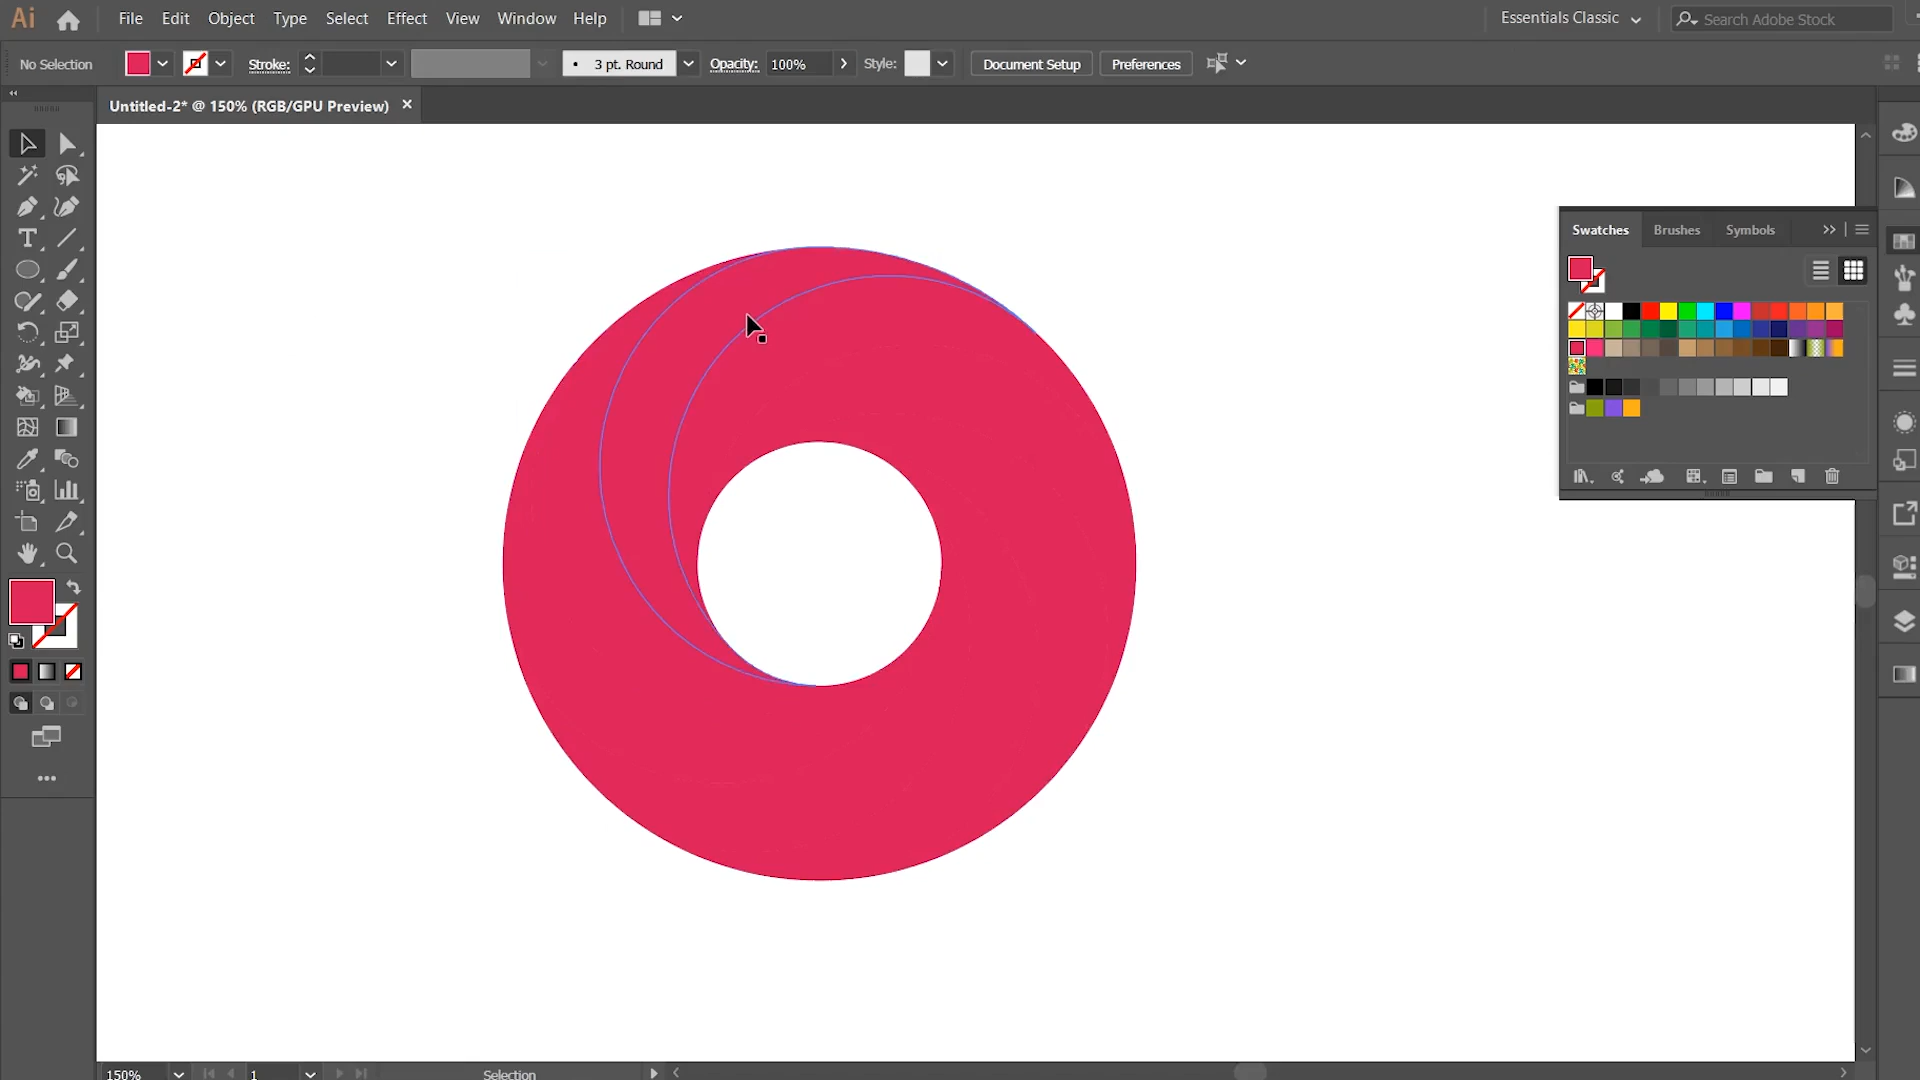 Ai File Edit Object Type Select Effect View Window Help Essentials Classic Search Adobe Stock
No Selection Stroke: 3 pt. Round Opacity: 100% Style: Document Setup Preferences
Untitled-2* @ 150% (RGB/GPU Preview) ×
Swatches Brushes Symbols
150% 1 Selection